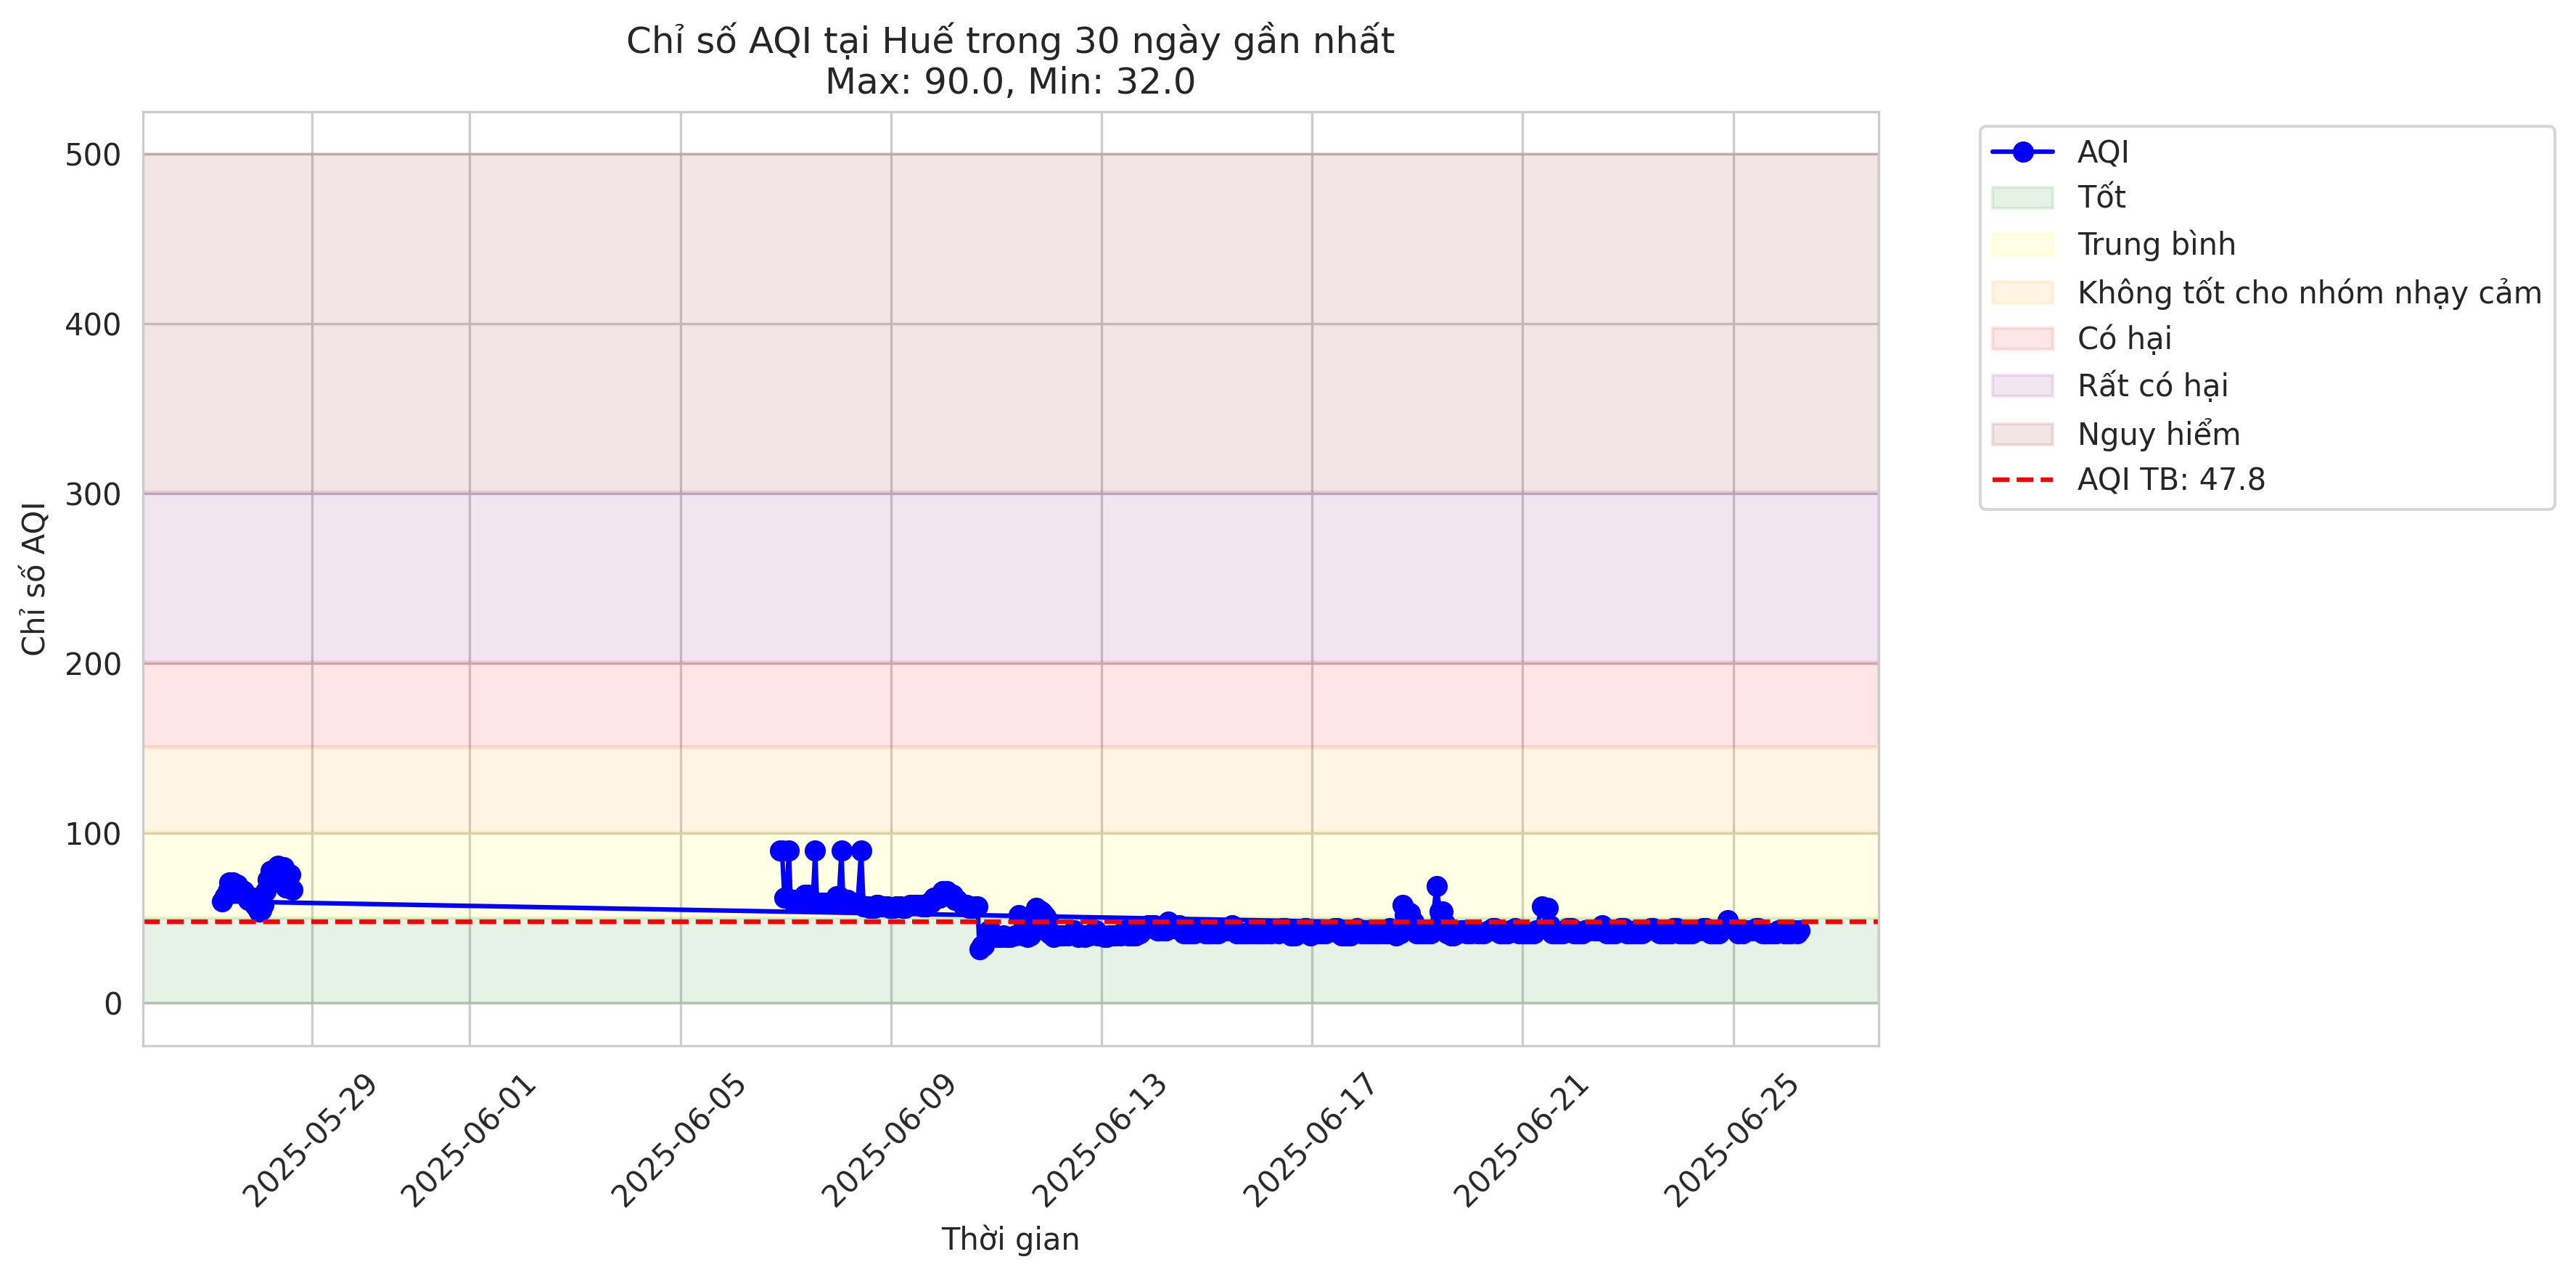 Chỉ số AQI tại Huế trong 30 ngày gần nhất
Max: 90.0, Min: 32.0
Chỉ số AQI
500
400
300
200
100
0
2025-05-29
2025-06-01
2025-06-05
2025-06-09
2025-06-13
2025-06-17
2025-06-21
2025-06-25
Thời gian
AQI
Tốt
Trung bình
Không tốt cho nhóm nhạy cảm
Có hại
Rất có hại
Nguy hiểm
AQI TB: 47.8